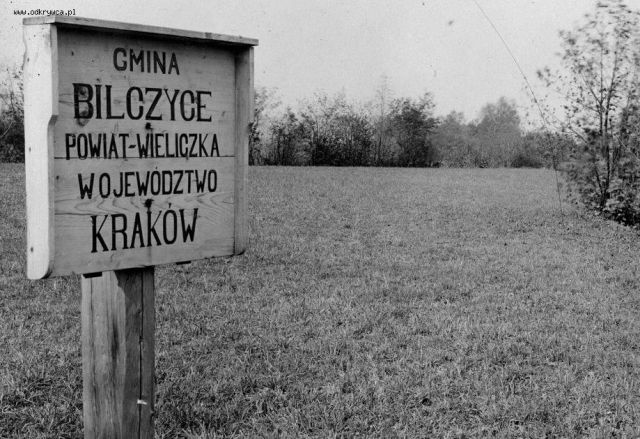 www.odkrywca.pl
GMINA
BILCZYCE
POWIAT-WIELICZKA
WOJEWÓDZTWO
KRAKÓW